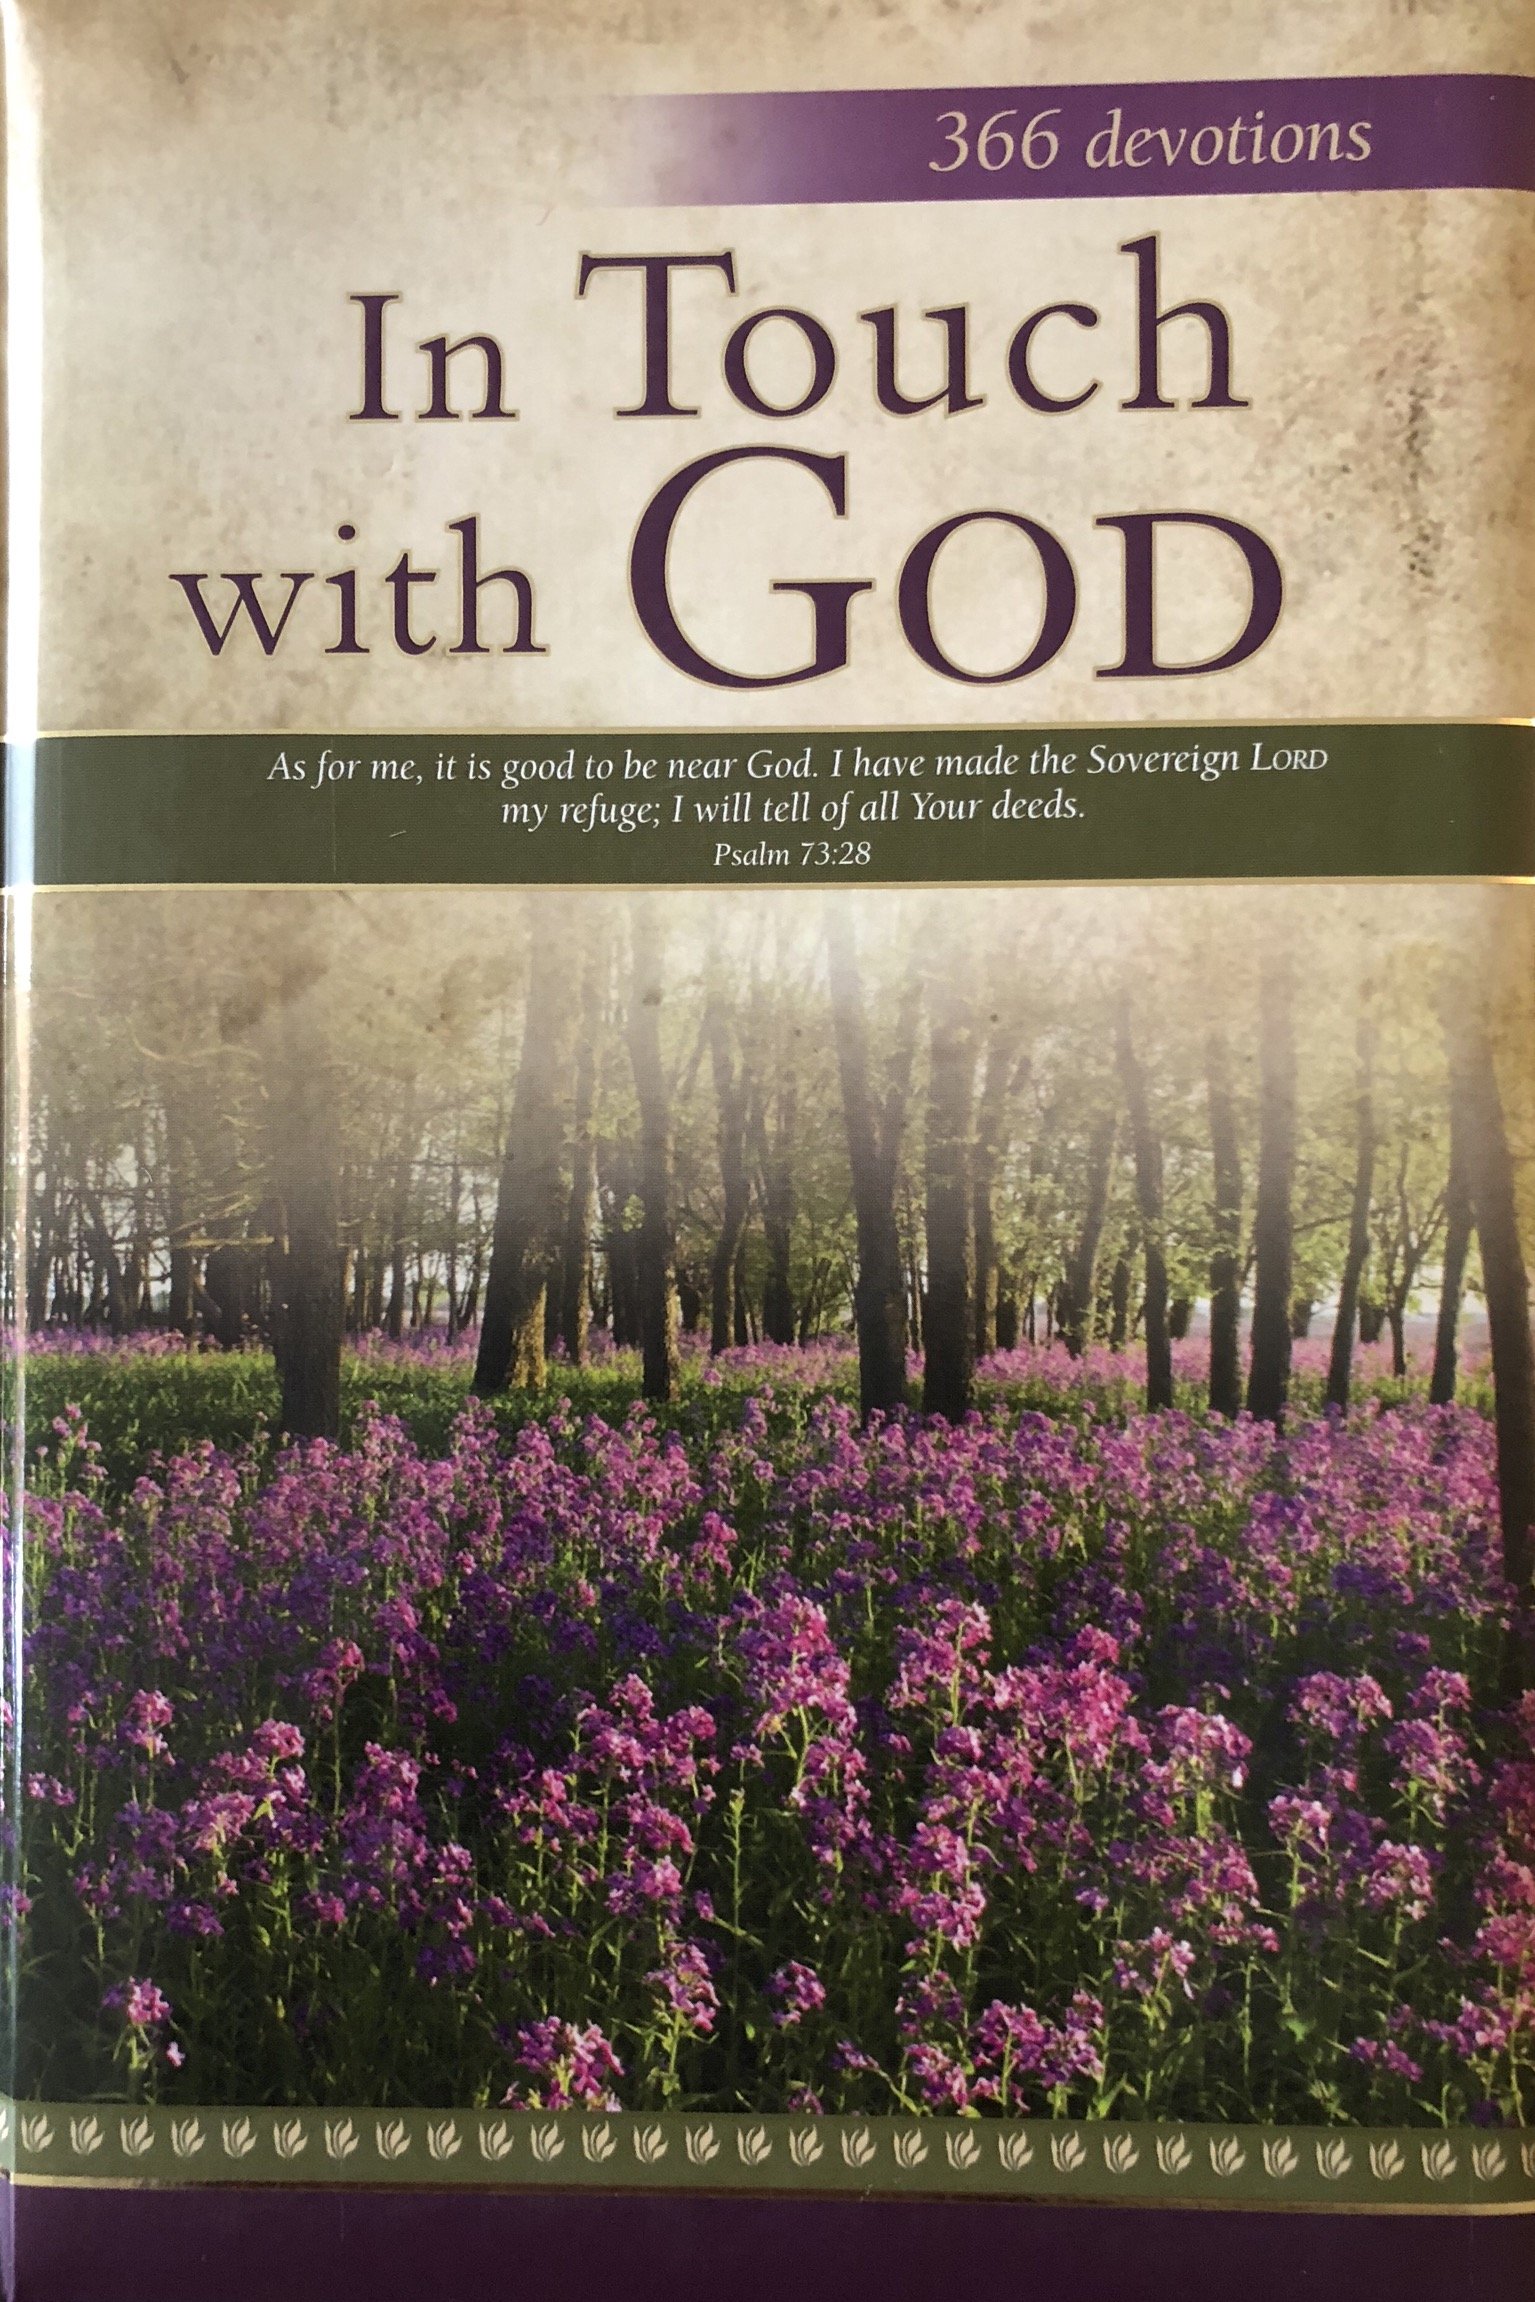 366 devotions
In Touch
with GOD
As for me, it is good to be near God. I have made the Sovereign LORD
my refuge; I will tell of all Your deeds.
Psalm 73:28